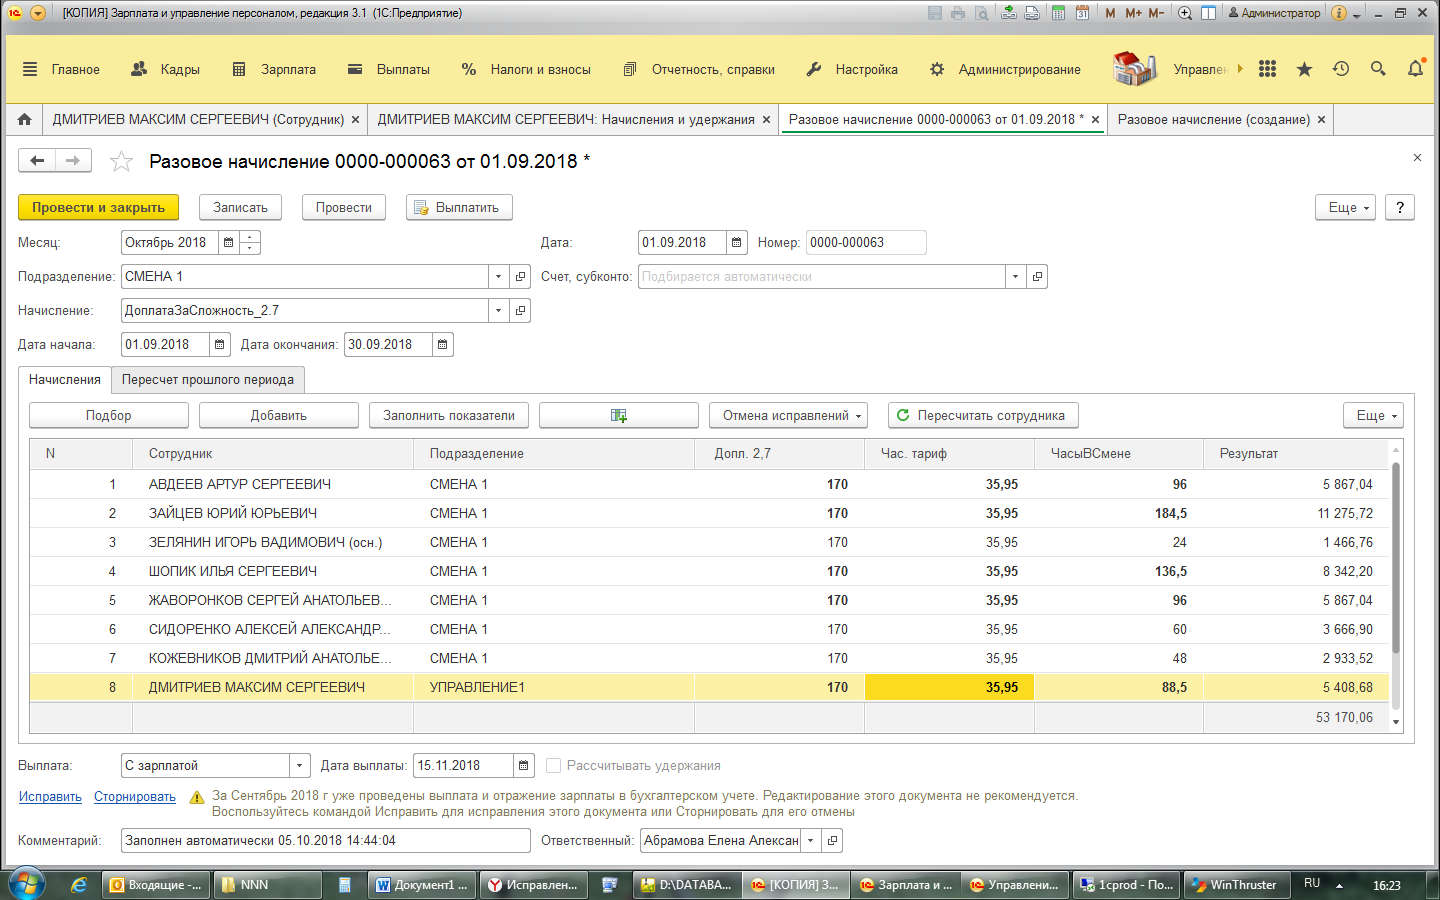 [КОПИЯ] Зарплата и управление персоналом, редакция 3.1 (1С:Предприятие)
М М+ М- Администратор
Главное Кадры Зарплата Выплаты Налоги и взносы Отчетность, справки Настройка Администрирование Управлен
ДМИТРИЕВ МАКСИМ СЕРГЕЕВИЧ (Сотрудник) ДМИТРИЕВ МАКСИМ СЕРГЕЕВИЧ: Начисления и удержания Разовое начисление 0000-000063 от 01.09.2018 * Разовое начисление (создание)
Разовое начисление 0000-000063 от 01.09.2018 *
Провести и закрыть Записать Провести Выплатить Еще ?
Месяц: Октябрь 2018 Дата: 01.09.2018 Номер: 0000-000063
Подразделение: СМЕНА 1 Счет, субконто: Подбирается автоматически
Начисление: ДоплатаЗаСложность_2.7
Дата начала: 01.09.2018 Дата окончания: 30.09.2018
Начисления Пересчет прошлого периода
Подбор Добавить Заполнить показатели Отмена исправлений Пересчитать сотрудника Еще
N Сотрудник Подразделение Допл. 2,7 Час. тариф ЧасыВСмене Результат
1 АВДЕЕВ АРТУР СЕРГЕЕВИЧ СМЕНА 1 170 35,95 96 5 867,04
2 ЗАЙЦЕВ ЮРИЙ ЮРЬЕВИЧ СМЕНА 1 170 35,95 184,5 11 275,72
3 ЗЕЛЯНИН ИГОРЬ ВАДИМОВИЧ (осн.) СМЕНА 1 170 35,95 24 1 466,76
4 ШОПИК ИЛЬЯ СЕРГЕЕВИЧ СМЕНА 1 170 35,95 136,5 8 342,20
5 ЖАВОРОНКОВ СЕРГЕЙ АНАТОЛЬЕВ... СМЕНА 1 170 35,95 96 5 867,04
6 СИДОРЕНКО АЛЕКСЕЙ АЛЕКСАНДР... СМЕНА 1 170 35,95 60 3 666,90
7 КОЖЕВНИКОВ ДМИТРИЙ АНАТОЛЬЕ... СМЕНА 1 170 35,95 48 2 933,52
8 ДМИТРИЕВ МАКСИМ СЕРГЕЕВИЧ УПРАВЛЕНИЕ1 170 35,95 88,5 5 408,68
53 170,06
Выплата: С зарплатой Дата выплаты: 15.11.2018 Рассчитывать удержания
Исправить Сторнировать За Сентябрь 2018 г уже проведены выплата и отражение зарплаты в бухгалтерском учете. Редактирование этого документа не рекомендуется.
Воспользуйтесь командой Исправить для исправления этого документа или Сторнировать для его отмены
Комментарий: Заполнен автоматически 05.10.2018 14:44:04 Ответственный: Абрамова Елена Алексан
Входящие -... NNN Документ1 ... Исправлен... D:\DATABA... [КОПИЯ] З... Зарплата и ... Управлени... 1cprod - По... WinThruster RU 16:23